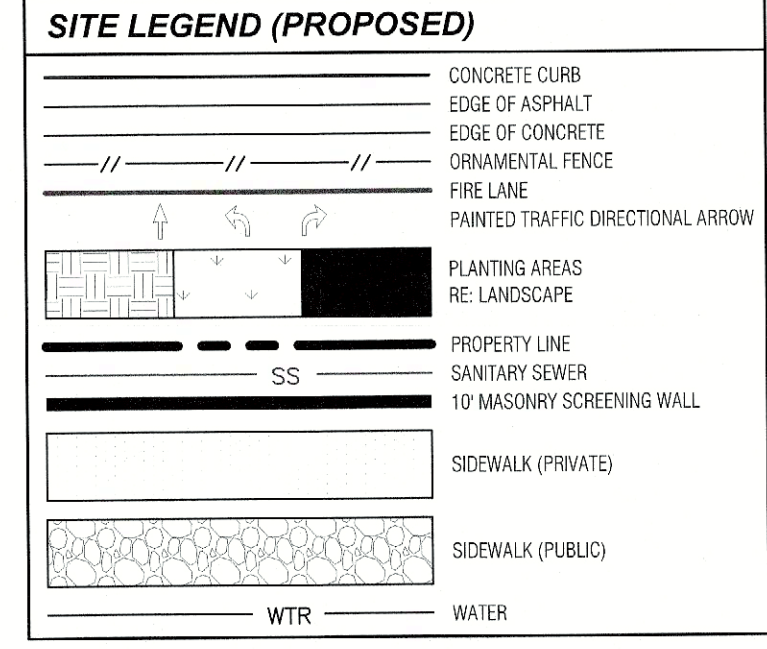 SITE LEGEND (PROPOSED)
CONCRETE CURB
EDGE OF ASPHALT
EDGE OF CONCRETE
ORNAMENTAL FENCE
FIRE LANE
PAINTED TRAFFIC DIRECTIONAL ARROW
PLANTING AREAS
RE: LANDSCAPE
PROPERTY LINE
SS SANITARY SEWER
10' MASONRY SCREENING WALL
SIDEWALK (PRIVATE)
SIDEWALK (PUBLIC)
WTR WATER